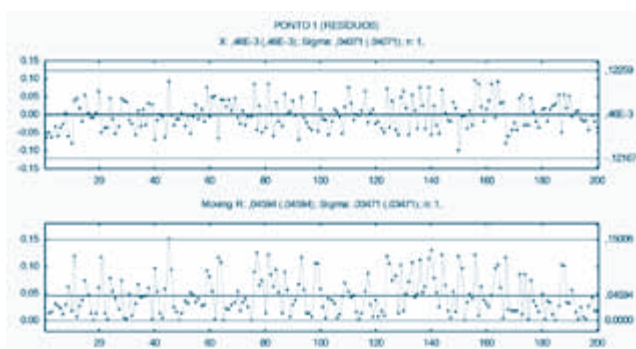 PONTO 1 (RESÍDUOS)
X: ,46E-3 (,46E-3); Sigma: ,04071 (,04071); n: 1,
0.15
0.10
0.05
0.00
-0.05
-0.10
-0.15
,12259
,46E-3
-,12167
20 40 60 80 100 120 140 160 180 200
Moving R: ,04594 (,04594); Sigma: ,03471 (,03471); n: 1,
0.15
0.10
0.05
0.00
,15006
,04594
0.0000
20 40 60 80 100 120 140 160 180 200